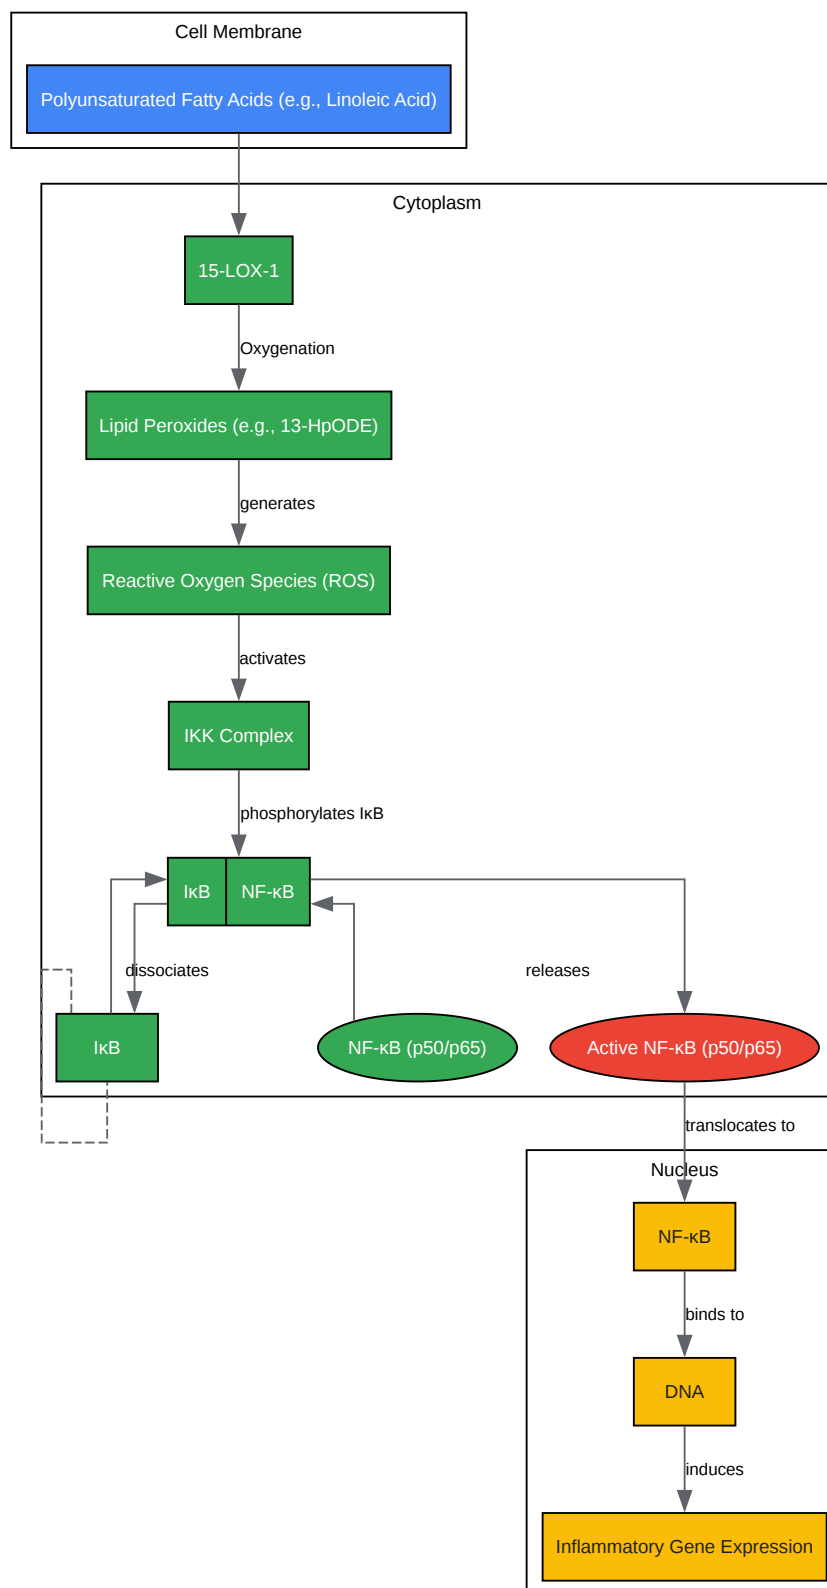 Cell Membrane
Polyunsaturated Fatty Acids (e.g., Linoleic Acid)
Cytoplasm
15-LOX-1
Oxygenation
Lipid Peroxides (e.g., 13-HpODE)
generates
Reactive Oxygen Species (ROS)
activates
IKK Complex
phosphorylates IκB
IκB
NF-κB
dissociates
releases
IκB
NF-κB (p50/p65)
Active NF-κB (p50/p65)
translocates to
Nucleus
NF-κB
binds to
DNA
induces
Inflammatory Gene Expression